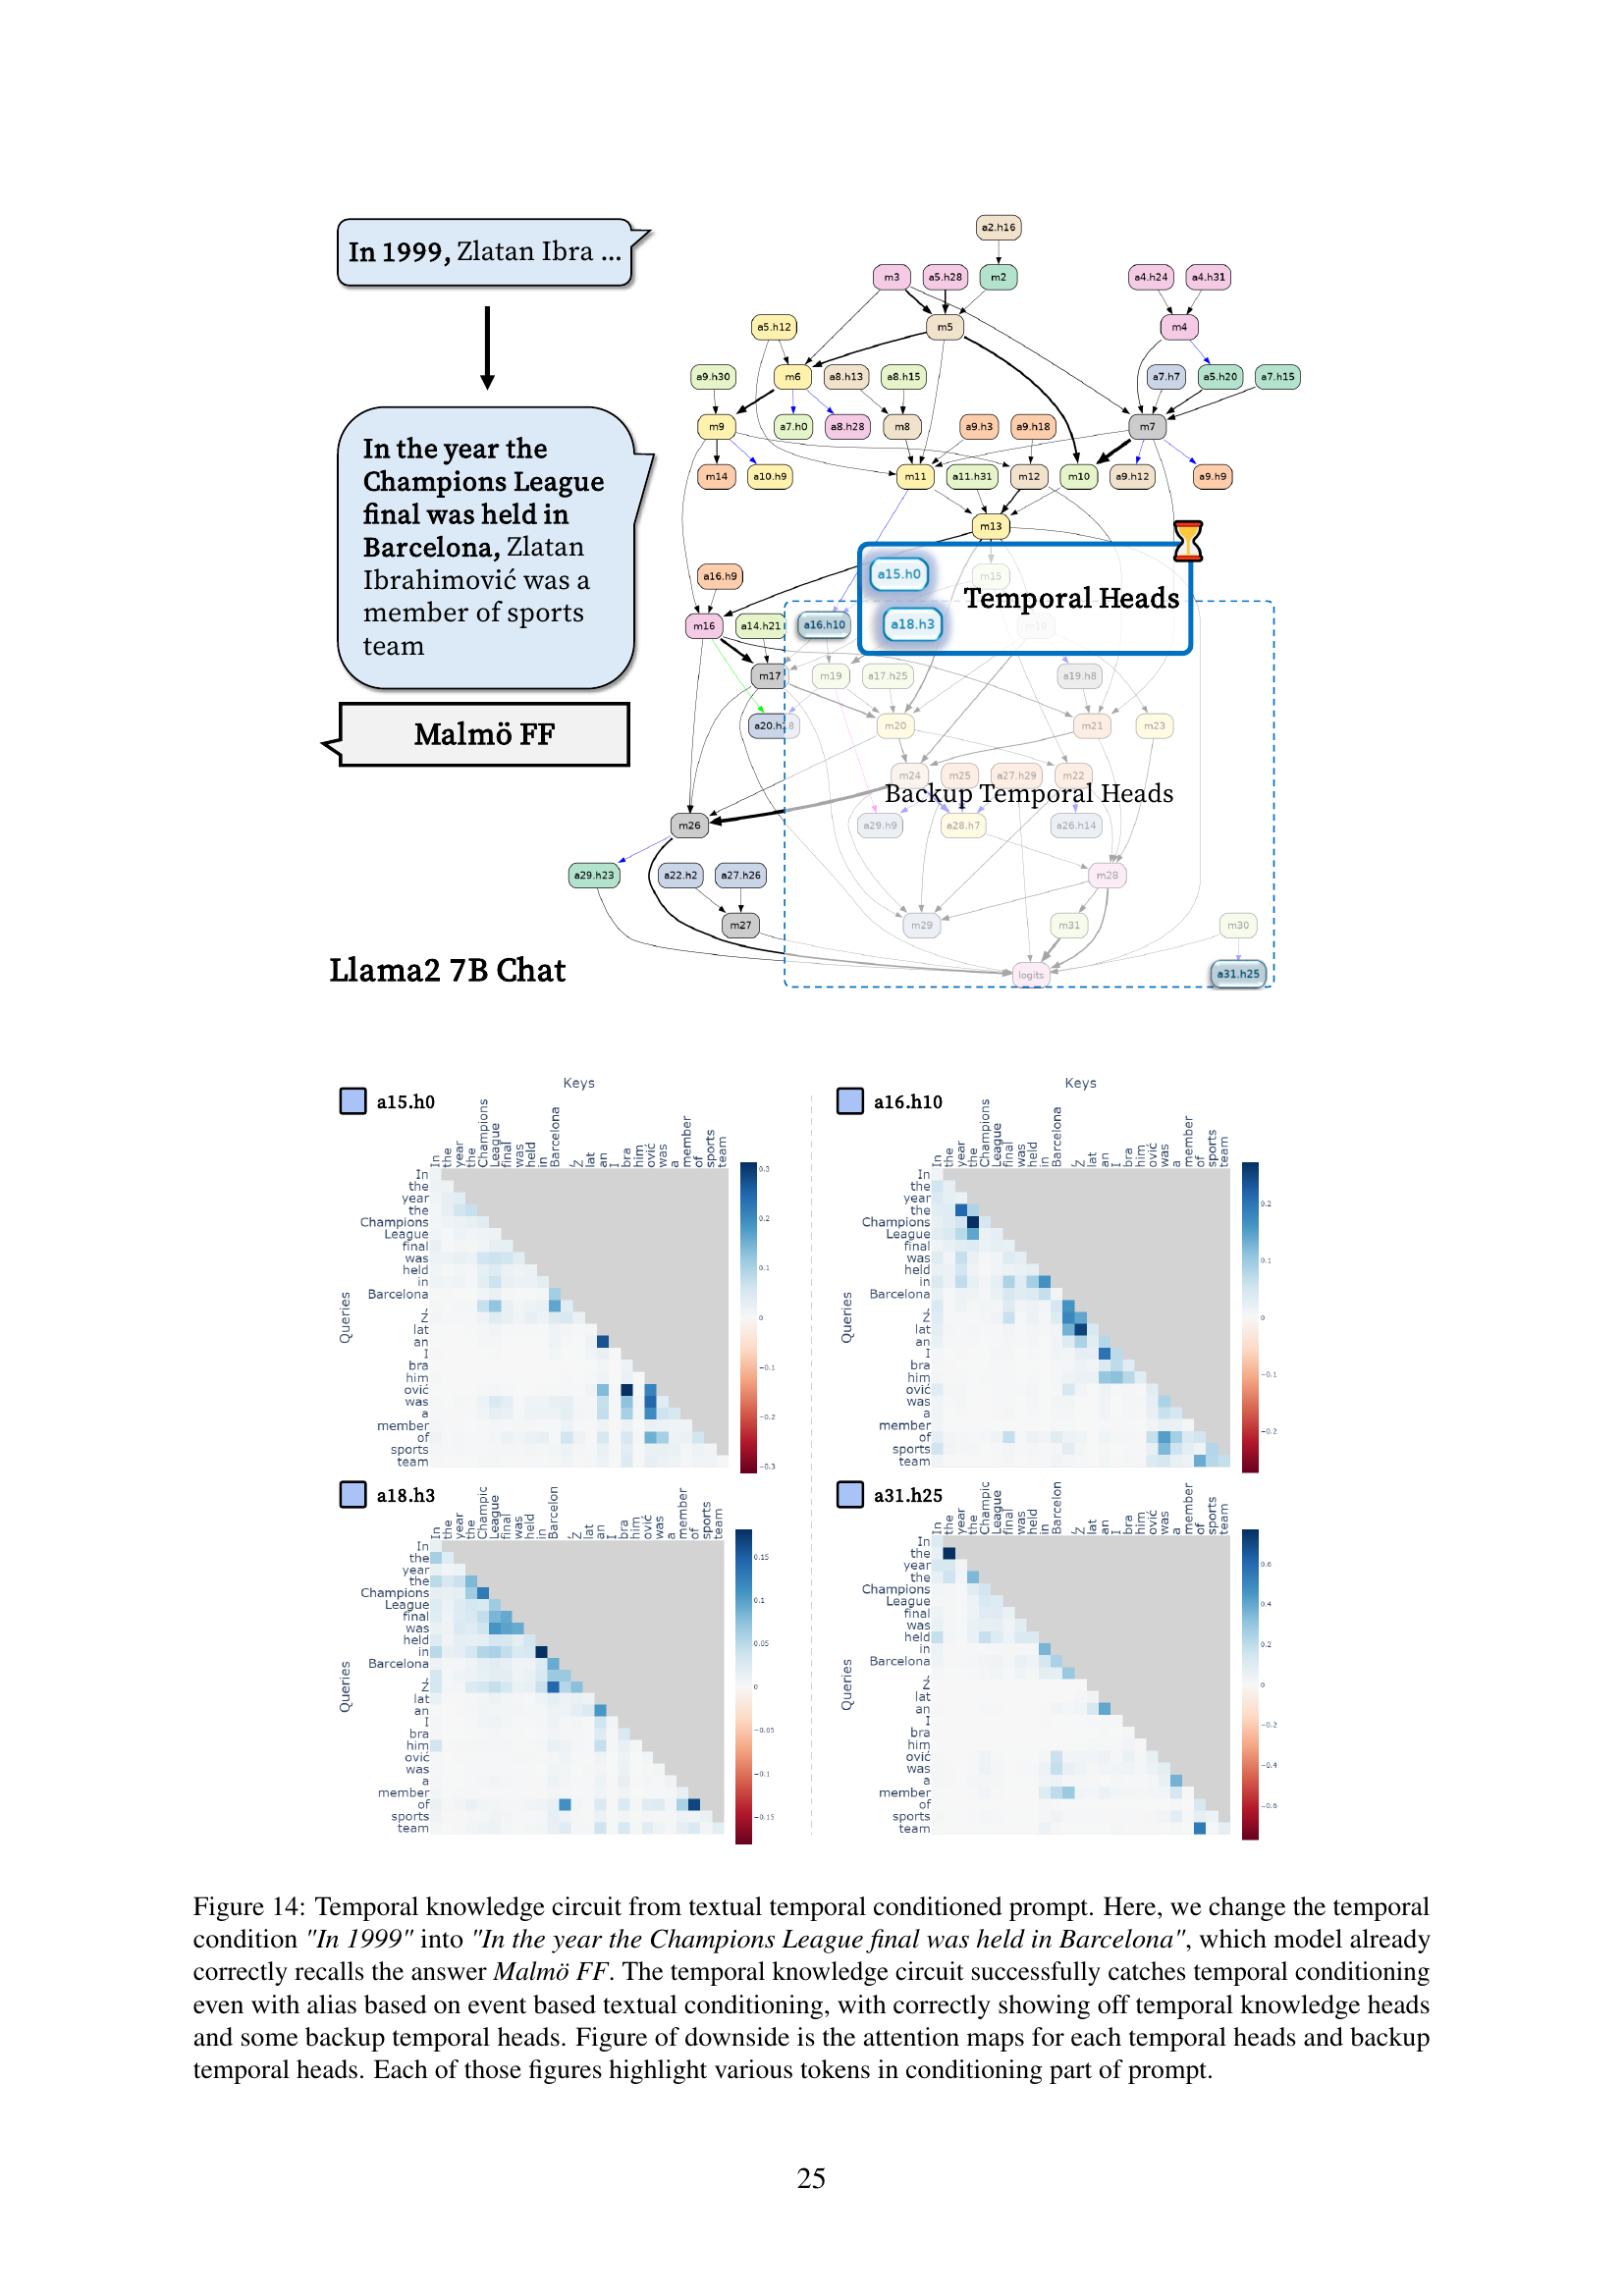 In 1999, Zlatan Ibra ...
In the year the
Champions League
final was held in
Barcelona, Zlatan
Ibrahimović was a
member of sports
team
Malmö FF
Llama2 7B Chat
a2.h16
m3 a5.h28 m2 a4.h24 a4.h31
a5.h12 m5 m4
a9.h30 m6 a8.h13 a8.h15 a7.h7 a5.h20 a7.h15
m9 a7.h0 a8.h28 m8 a9.h3 a9.h18 m7
m14 a10.h9 m11 a11.h31 m12 m10 a9.h12 a9.h9
m13
a16.h9 a15.h0 m15
Temporal Heads
m16 a14.h21 a16.h10 a18.h3 m18
m17 m19 a17.h25 a19.h8
m20 m21 m23
m24 m25 a27.h29 m22
Backup Temporal Heads
m26 a29.h9 a28.h7 a26.h14
a29.h23 a22.h2 a27.h26 m28
m27 m29 m31 m30
logits a31.h25
a15.h0
Keys
In the year the Champions League final was held in Barcelona , Z lat an I bra him ović was a member of sports team
Queries
In
the
year
the
Champions
League
final
was
held
in
Barcelona
,
Z
lat
an
I
bra
him
ović
was
a
member
of
sports
team
0.3
0.2
0.1
0
−0.1
−0.2
−0.3
a16.h10
Keys
In the year the Champions League final was held in Barcelona , Z lat an I bra him ović was a member of sports team
Queries
In
the
year
the
Champions
League
final
was
held
in
Barcelona
,
Z
lat
an
I
bra
him
ović
was
a
member
of
sports
team
0.2
0.1
0
−0.1
−0.2
a18.h3
In the year the Champic League final was held in Barcelon , Z lat an I bra him ović was a member of sports team
Queries
In
the
year
the
Champions
League
final
was
held
in
Barcelona
,
Z
lat
an
I
bra
him
ović
was
a
member
of
sports
team
0.15
0.1
0.05
0
−0.05
−0.1
−0.15
a31.h25
In the year the Champic League final was held in Barcelon , Z lat an I bra him ović was a member of sports team
Queries
In
the
year
the
Champions
League
final
was
held
in
Barcelona
,
Z
lat
an
I
bra
him
ović
was
a
member
of
sports
team
0.6
0.4
0.2
0
−0.2
−0.4
−0.6
Figure 14: Temporal knowledge circuit from textual temporal conditioned prompt. Here, we change the temporal
condition "In 1999" into "In the year the Champions League final was held in Barcelona", which model already
correctly recalls the answer Malmö FF. The temporal knowledge circuit successfully catches temporal conditioning
even with alias based on event based textual conditioning, with correctly showing off temporal knowledge heads
and some backup temporal heads. Figure of downside is the attention maps for each temporal heads and backup
temporal heads. Each of those figures highlight various tokens in conditioning part of prompt.
25